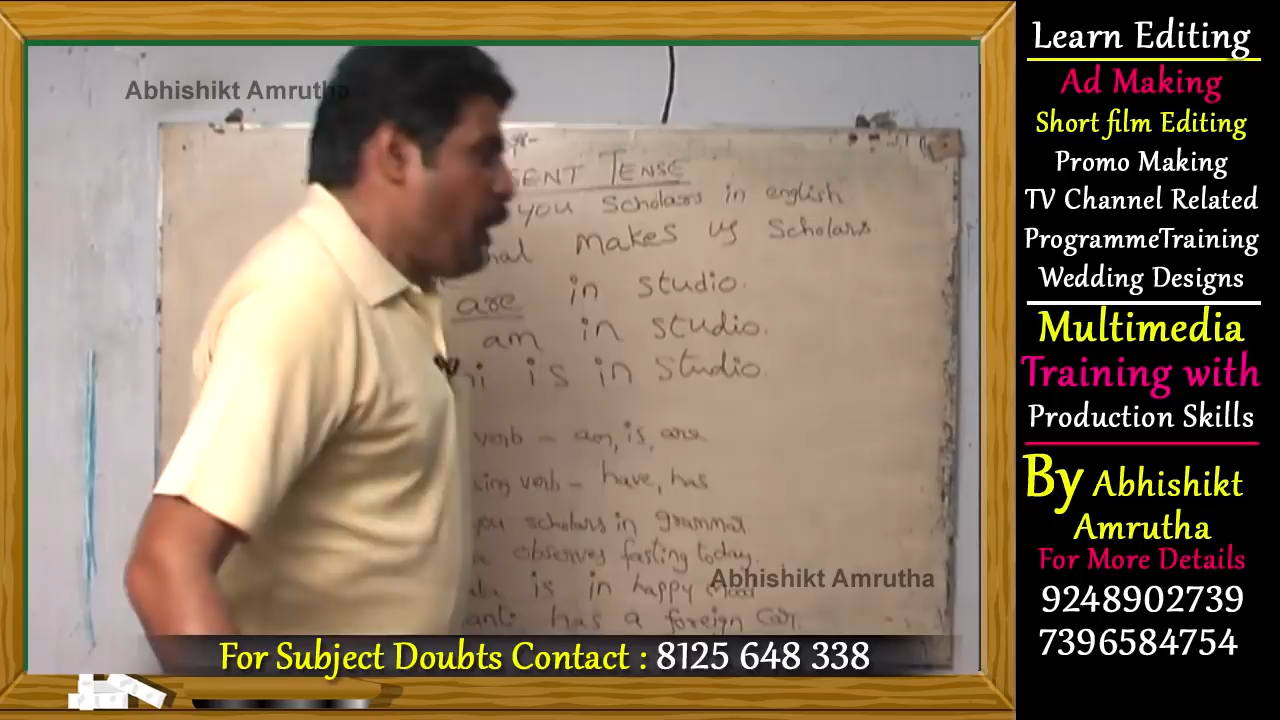 Abhishikt Amrutha
SENT TENSE
you Scholars in english
makes us Scholars
are in studio.
am in studio.
is in Studio.
verb - am, is, are
verb - have, has
you scholars in grammar
observes fasting today.
is in happy mood
has a foreign Car.
Abhishikt Amrutha
For Subject Doubts Contact : 8125 648 338
Learn Editing
Ad Making
Short film Editing
Promo Making
TV Channel Related
ProgrammeTraining
Wedding Designs
Multimedia
Training with
Production Skills
By Abhishikt
Amrutha
For More Details
9248902739
7396584754